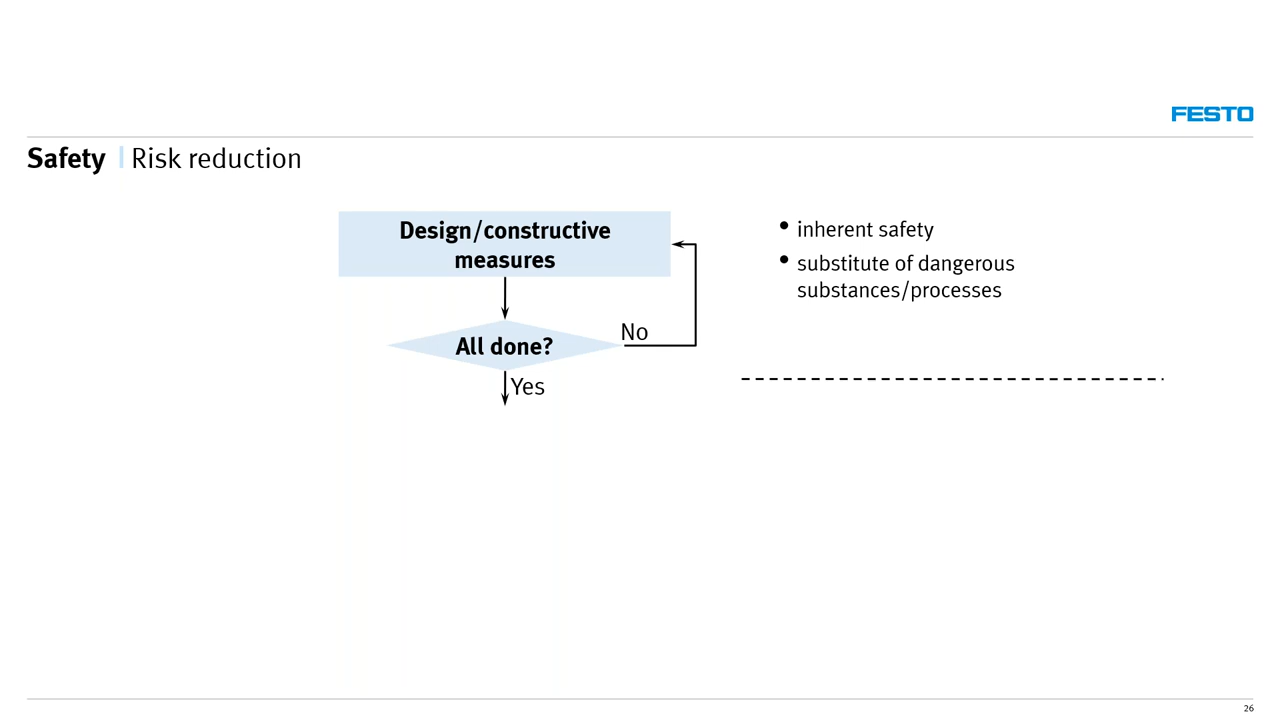 FESTO
Safety | Risk reduction
Design/constructive
measures
All done?
No
Yes
• inherent safety
• substitute of dangerous
substances/processes
26